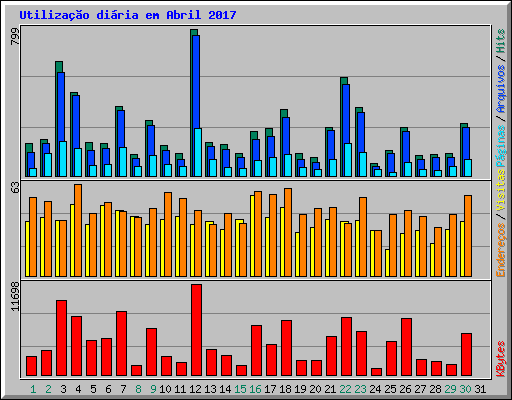 Utilização diária em Abril 2017
799
63
11698
Endereços / Visitas Páginas / Arquivos / Hits
KBytes
1 2 3 4 5 6 7 8 9 10 11 12 13 14 15 16 17 18 19 20 21 22 23 24 25 26 27 28 29 30 31